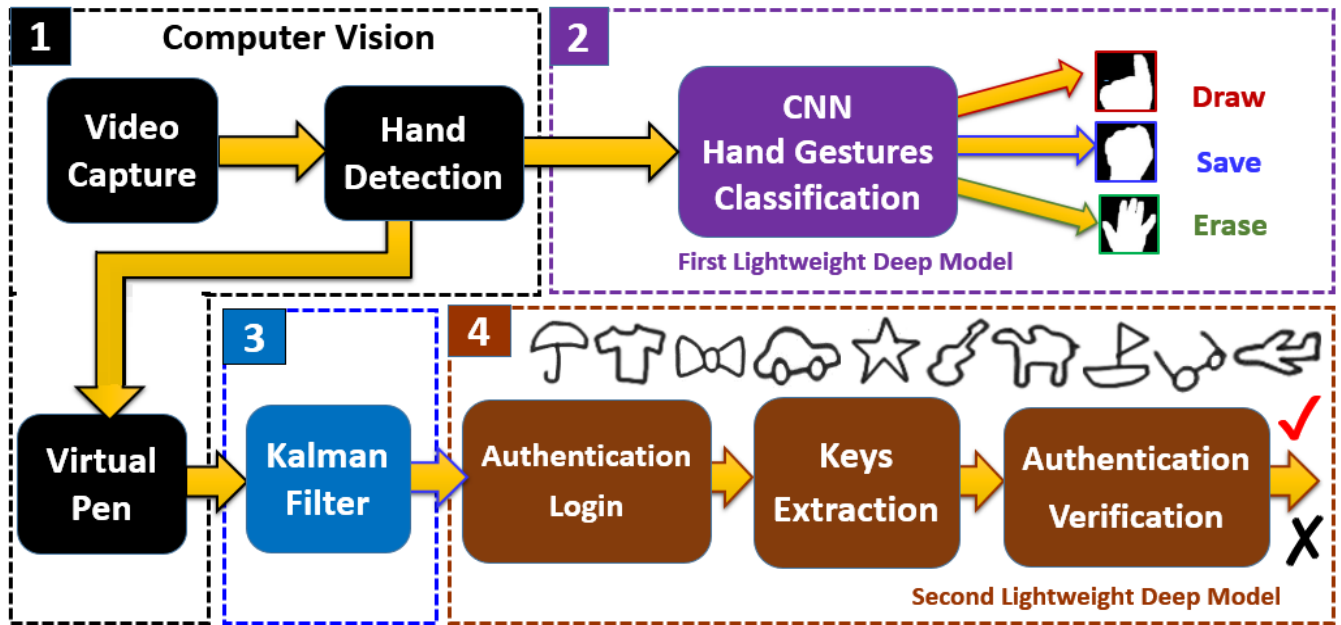 1
Computer Vision
Video
Capture
Hand
Detection
2
CNN
Hand Gestures
Classification
First Lightweight Deep Model
Draw
Save
Erase
Virtual
Pen
3
Kalman
Filter
4
Authentication
Login
Keys
Extraction
Authentication
Verification
Second Lightweight Deep Model